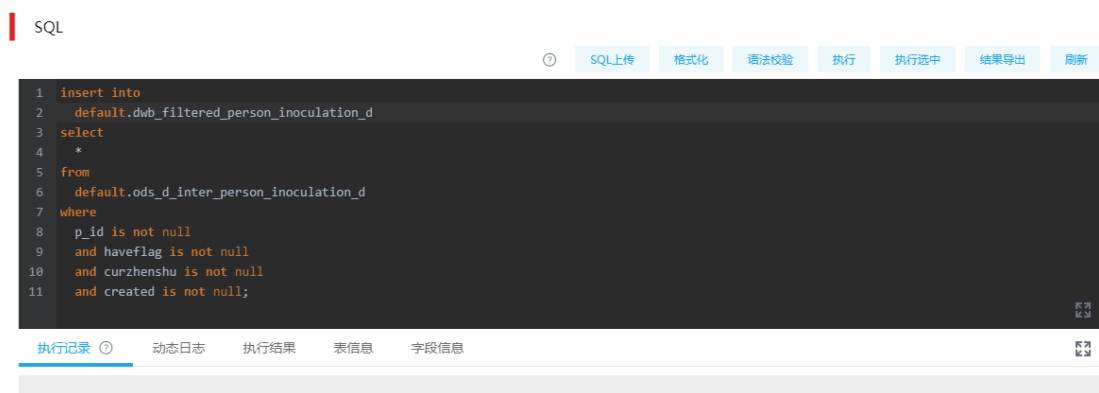 SQL
SQL上传 格式化 语法校验 执行 执行选中 结果导出 刷新
1 insert into
2 default.dwb_filtered_person_inoculation_d
3 select
4 *
5 from
6 default.ods_d_inter_person_inoculation_d
7 where
8 p_id is not null
9 and haveflag is not null
10 and curzhenshu is not null
11 and created is not null;
执行记录 动态日志 执行结果 表信息 字段信息